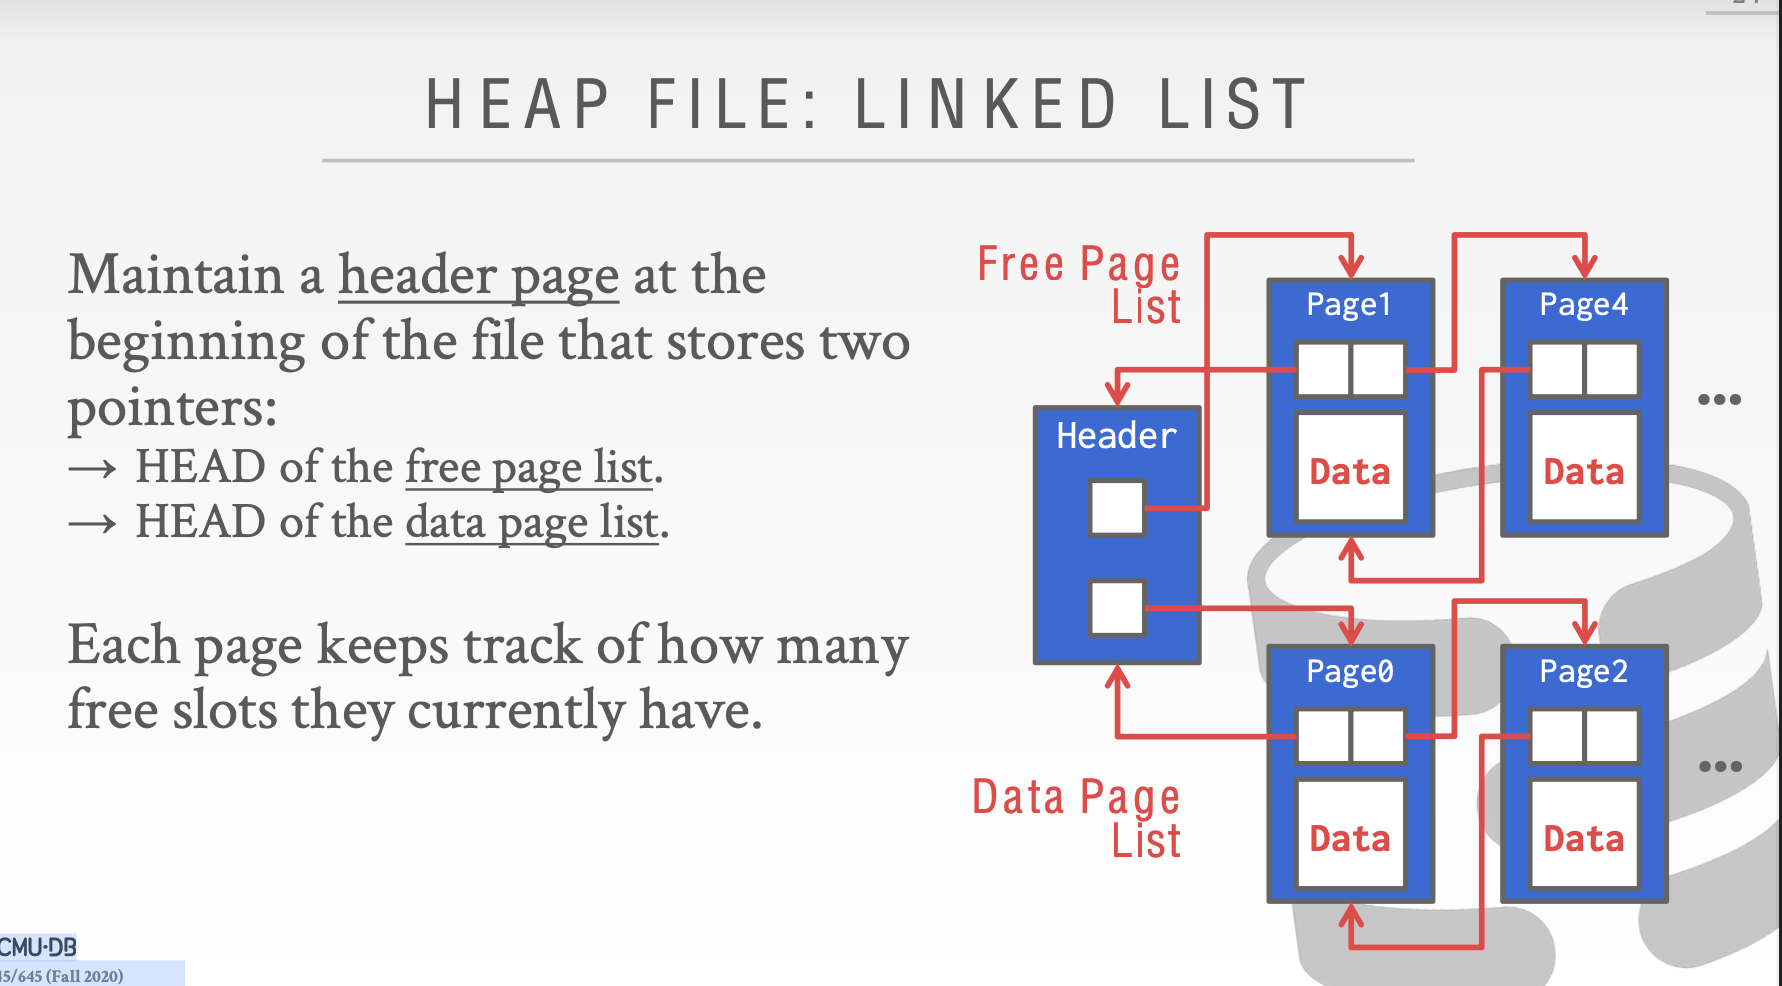 HEAP FILE: LINKED LIST
Maintain a header page at the
beginning of the file that stores two
pointers:
→ HEAD of the free page list.
→ HEAD of the data page list.
Each page keeps track of how many
free slots they currently have.
Free Page
List
Page1
Page4
Header
Data
Data
...
Page0
Page2
Data Page
List
Data
Data
...
CMU·DB
45/645 (Fall 2020)